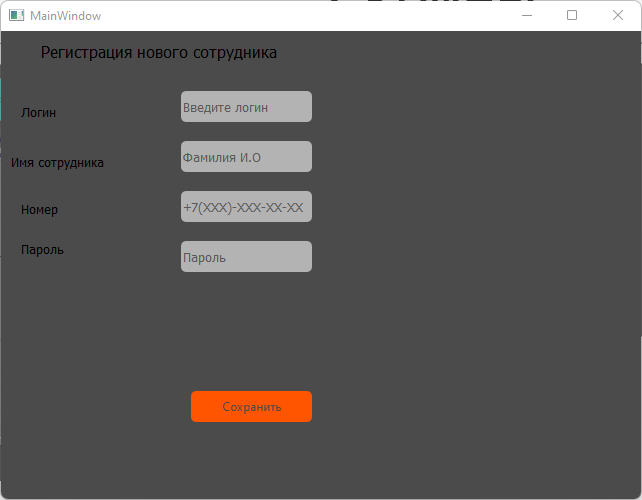 MainWindow
Регистрация нового сотрудника
Логин
Введите логин
Имя сотрудника
Фамилия И.О
Номер
+7(XXX)-XXX-XX-XX
Пароль
Пароль
Сохранить